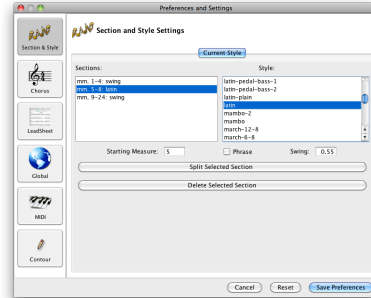 Preferences and Settings
Section & Style
Section and Style Settings
Current Style
Sections:
Style:
mm. 1-4: swing
mm. 5-8: latin
mm. 9-24: swing
latin-pedal-bass-1
latin-pedal-bass-2
latin-plain
latin
mambo-2
mambo
march-12-8
march-6-8
Starting Measure: 5
Phrase
Swing: 0.55
Split Selected Section
Delete Selected Section
Chorus
LeadSheet
Global
MIDI
Contour
Cancel
Reset
Save Preferences